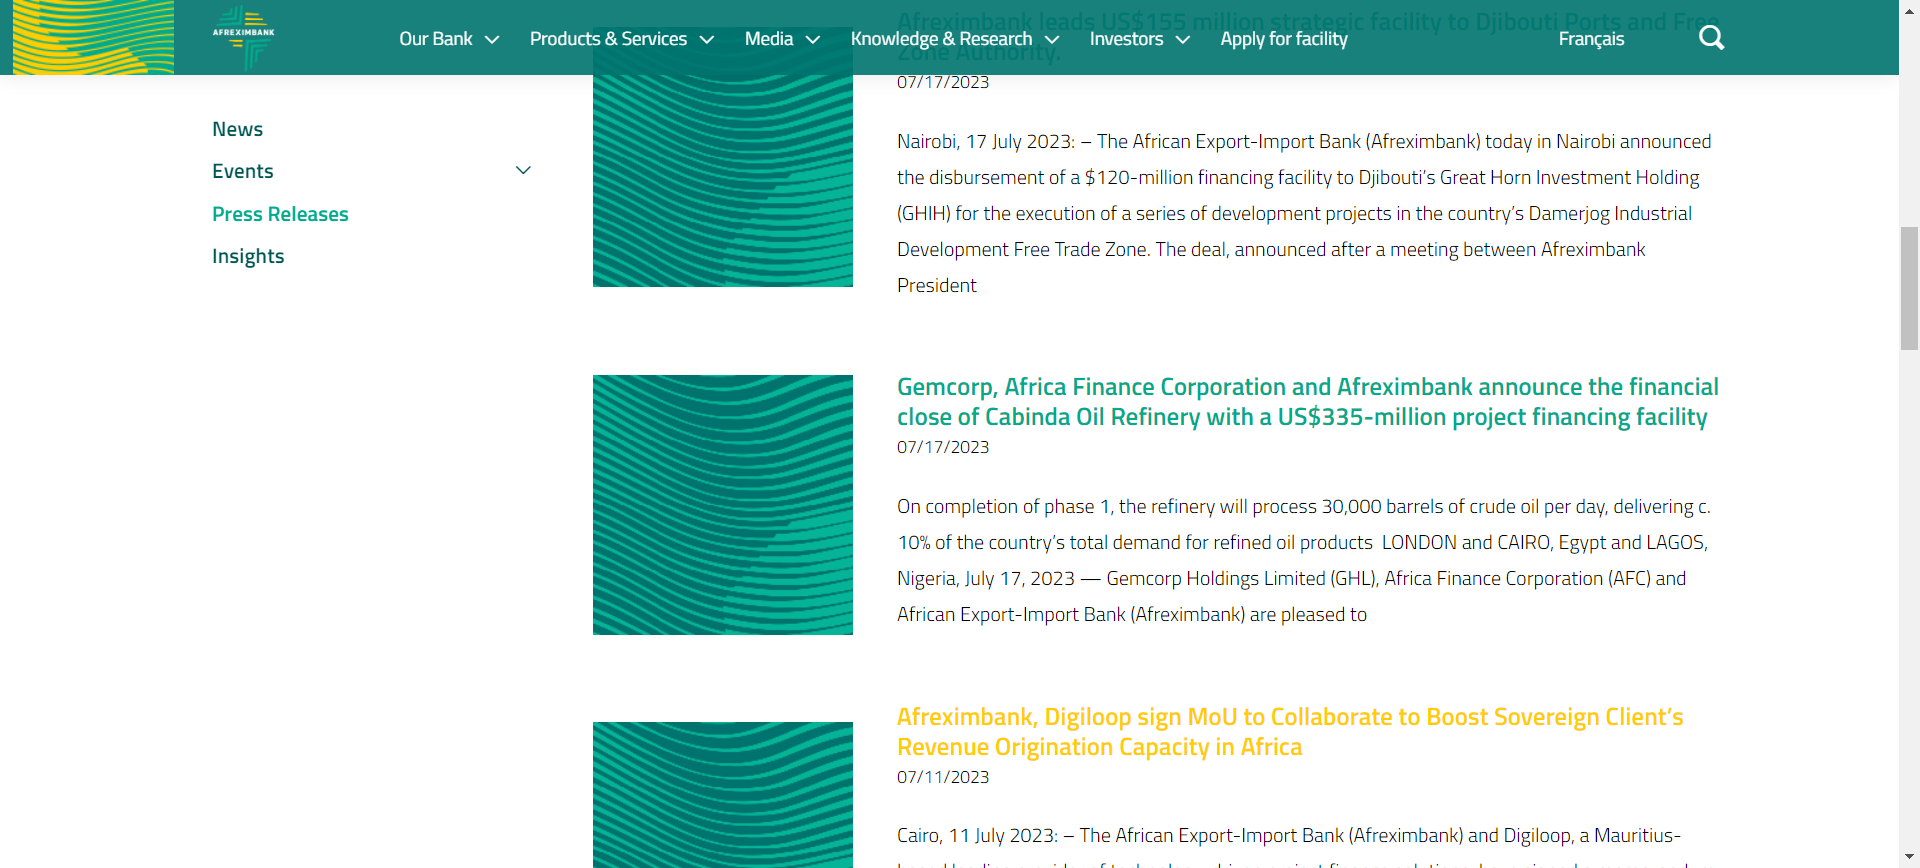 AFREXIMBANK
Our Bank
Products & Services
Media
Knowledge & Research
Investors
Apply for facility
Français
News
Events
Press Releases
Insights
Afreximbank leads US$155 million strategic facility to Djibouti Ports and Free
Zone Authority.
07/17/2023
Nairobi, 17 July 2023: – The African Export-Import Bank (Afreximbank) today in Nairobi announced
the disbursement of a $120-million financing facility to Djibouti’s Great Horn Investment Holding
(GHIH) for the execution of a series of development projects in the country’s Damerjog Industrial
Development Free Trade Zone. The deal, announced after a meeting between Afreximbank
President
Gemcorp, Africa Finance Corporation and Afreximbank announce the financial
close of Cabinda Oil Refinery with a US$335-million project financing facility
07/17/2023
On completion of phase 1, the refinery will process 30,000 barrels of crude oil per day, delivering c.
10% of the country’s total demand for refined oil products  LONDON and CAIRO, Egypt and LAGOS,
Nigeria, July 17, 2023 — Gemcorp Holdings Limited (GHL), Africa Finance Corporation (AFC) and
African Export-Import Bank (Afreximbank) are pleased to
Afreximbank, Digiloop sign MoU to Collaborate to Boost Sovereign Client’s
Revenue Origination Capacity in Africa
07/11/2023
Cairo, 11 July 2023: – The African Export-Import Bank (Afreximbank) and Digiloop, a Mauritius-